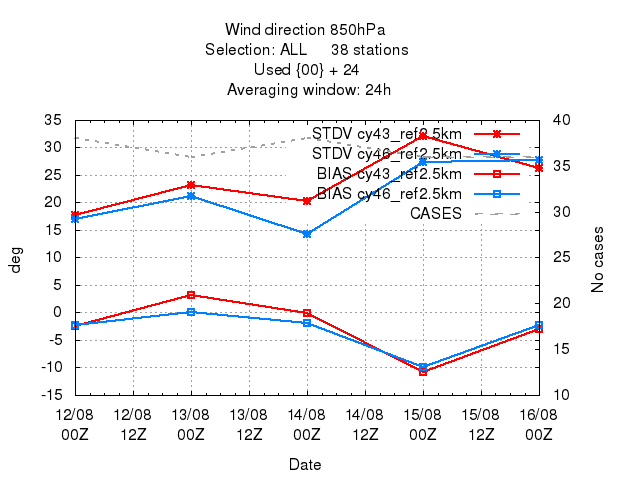 Wind direction 850hPa
Selection: ALL 38 stations
Used {00} + 24
Averaging window: 24h
STDV cy43_ref2.5km
STDV cy46_ref2.5km
BIAS cy43_ref2.5km
BIAS cy46_ref2.5km
CASES
35
30
25
20
15
10
5
0
-5
-10
-15
deg
40
35
30
25
20
15
10
No cases
12/08 12/08 13/08 13/08 14/08 14/08 15/08 15/08 16/08
00Z 12Z 00Z 12Z 00Z 12Z 00Z 12Z 00Z
Date